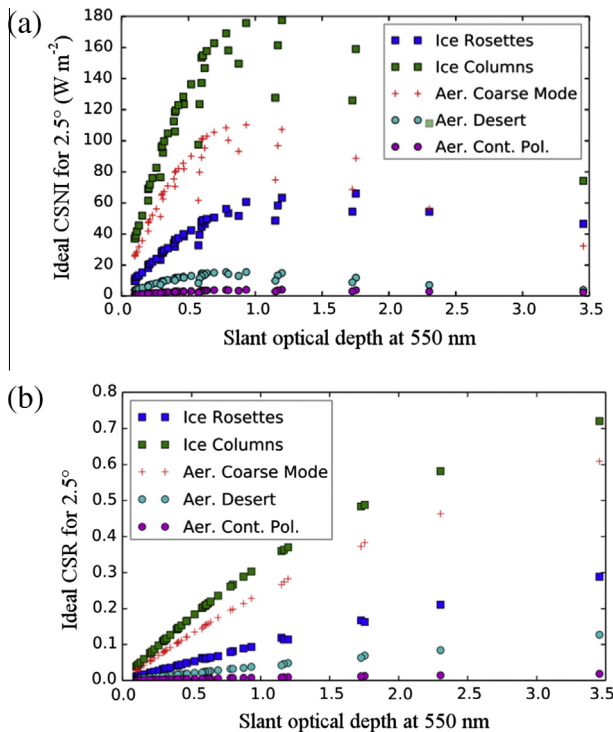 (a)
Ideal CSNI for 2.5° (W m⁻²)
180
160
140
120
100
80
60
40
20
0
Ice Rosettes
Ice Columns
Aer. Coarse Mode
Aer. Desert
Aer. Cont. Pol.
0.0 0.5 1.0 1.5 2.0 2.5 3.0 3.5
Slant optical depth at 550 nm
(b)
Ideal CSR for 2.5°
0.8
0.7
0.6
0.5
0.4
0.3
0.2
0.1
0.0
Ice Rosettes
Ice Columns
Aer. Coarse Mode
Aer. Desert
Aer. Cont. Pol.
0.0 0.5 1.0 1.5 2.0 2.5 3.0 3.5
Slant optical depth at 550 nm